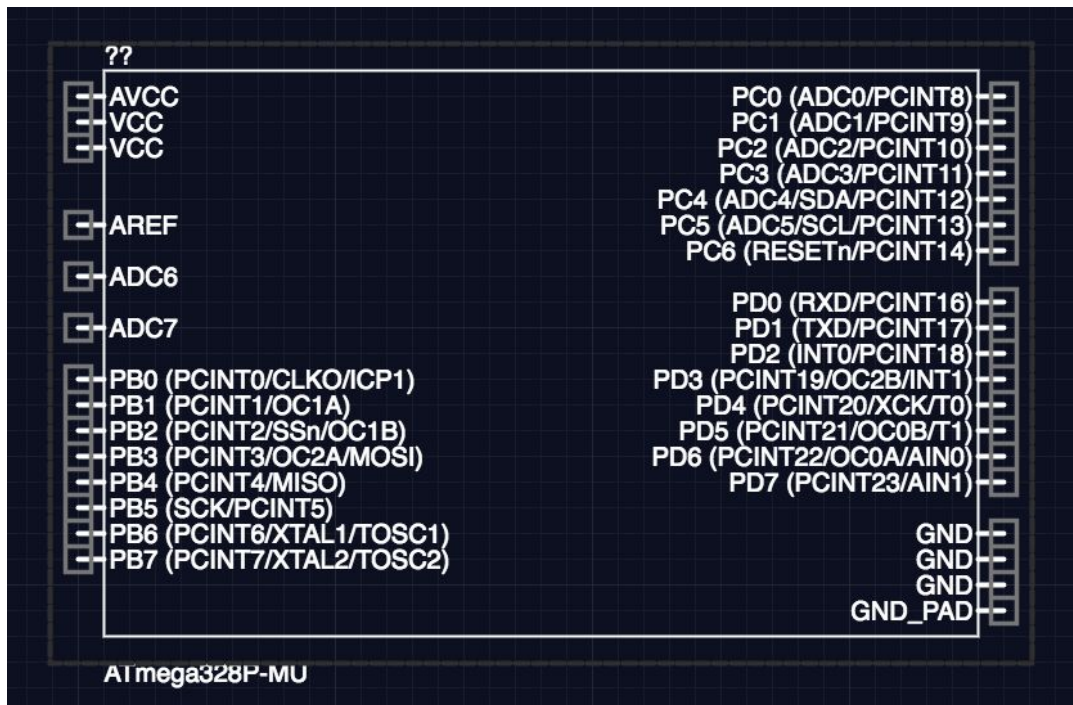 ??
AVCC
VCC
VCC
AREF
ADC6
ADC7
PB0 (PCINT0/CLKO/ICP1)
PB1 (PCINT1/OC1A)
PB2 (PCINT2/SSn/OC1B)
PB3 (PCINT3/OC2A/MOSI)
PB4 (PCINT4/MISO)
PB5 (SCK/PCINT5)
PB6 (PCINT6/XTAL1/TOSC1)
PB7 (PCINT7/XTAL2/TOSC2)
PC0 (ADC0/PCINT8)
PC1 (ADC1/PCINT9)
PC2 (ADC2/PCINT10)
PC3 (ADC3/PCINT11)
PC4 (ADC4/SDA/PCINT12)
PC5 (ADC5/SCL/PCINT13)
PC6 (RESETn/PCINT14)
PD0 (RXD/PCINT16)
PD1 (TXD/PCINT17)
PD2 (INT0/PCINT18)
PD3 (PCINT19/OC2B/INT1)
PD4 (PCINT20/XCK/T0)
PD5 (PCINT21/OC0B/T1)
PD6 (PCINT22/OC0A/AIN0)
PD7 (PCINT23/AIN1)
GND
GND
GND
GND_PAD
ATmega328P-MU